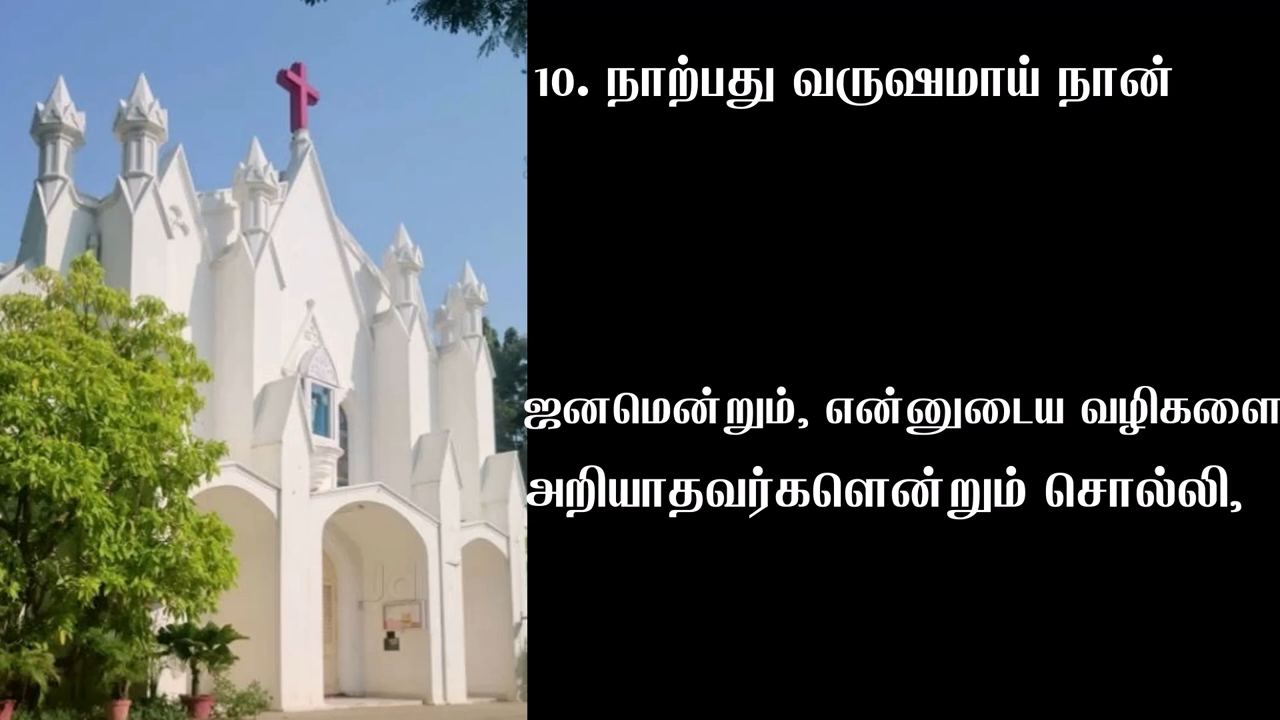 10. நாற்பது வருஷமாய் நான்
ஜனமென்றும், என்னுடைய வழிகளை
அறியாதவர்களென்றும் சொல்லி,